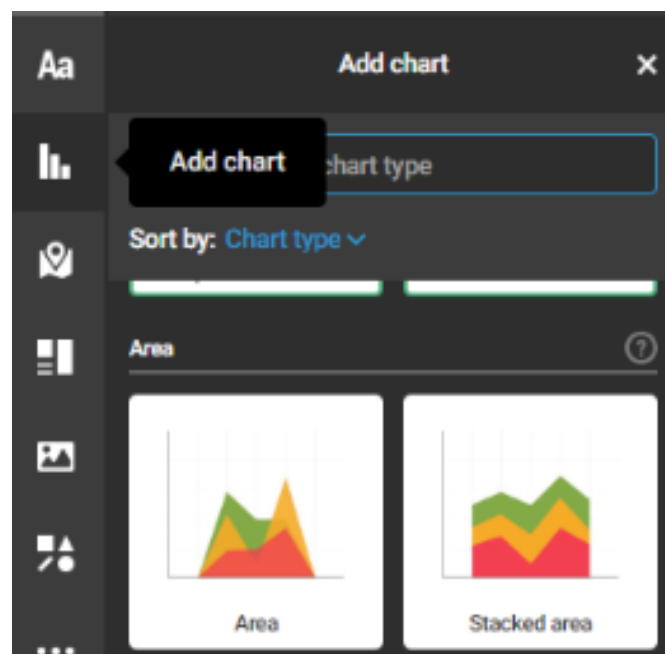 Aa
Add chart
Add chart
chart type
Sort by: Chart type
Area
?
Area
Stacked area